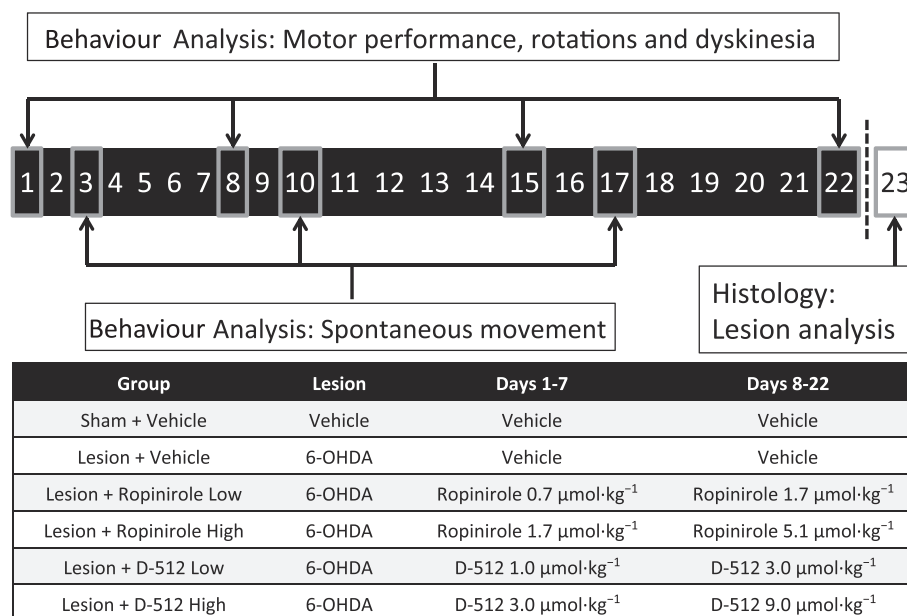 Behaviour Analysis: Motor performance, rotations and dyskinesia
1 2 3 4 5 6 7 8 9 10 11 12 13 14 15 16 17 18 19 20 21 22 23
Behaviour Analysis: Spontaneous movement
Histology:
Lesion analysis
Group Lesion Days 1-7 Days 8-22
Sham + Vehicle Vehicle Vehicle Vehicle
Lesion + Vehicle 6-OHDA Vehicle Vehicle
Lesion + Ropinirole Low 6-OHDA Ropinirole 0.7 µmol·kg⁻¹ Ropinirole 1.7 µmol·kg⁻¹
Lesion + Ropinirole High 6-OHDA Ropinirole 1.7 µmol·kg⁻¹ Ropinirole 5.1 µmol·kg⁻¹
Lesion + D-512 Low 6-OHDA D-512 1.0 µmol·kg⁻¹ D-512 3.0 µmol·kg⁻¹
Lesion + D-512 High 6-OHDA D-512 3.0 µmol·kg⁻¹ D-512 9.0 µmol·kg⁻¹